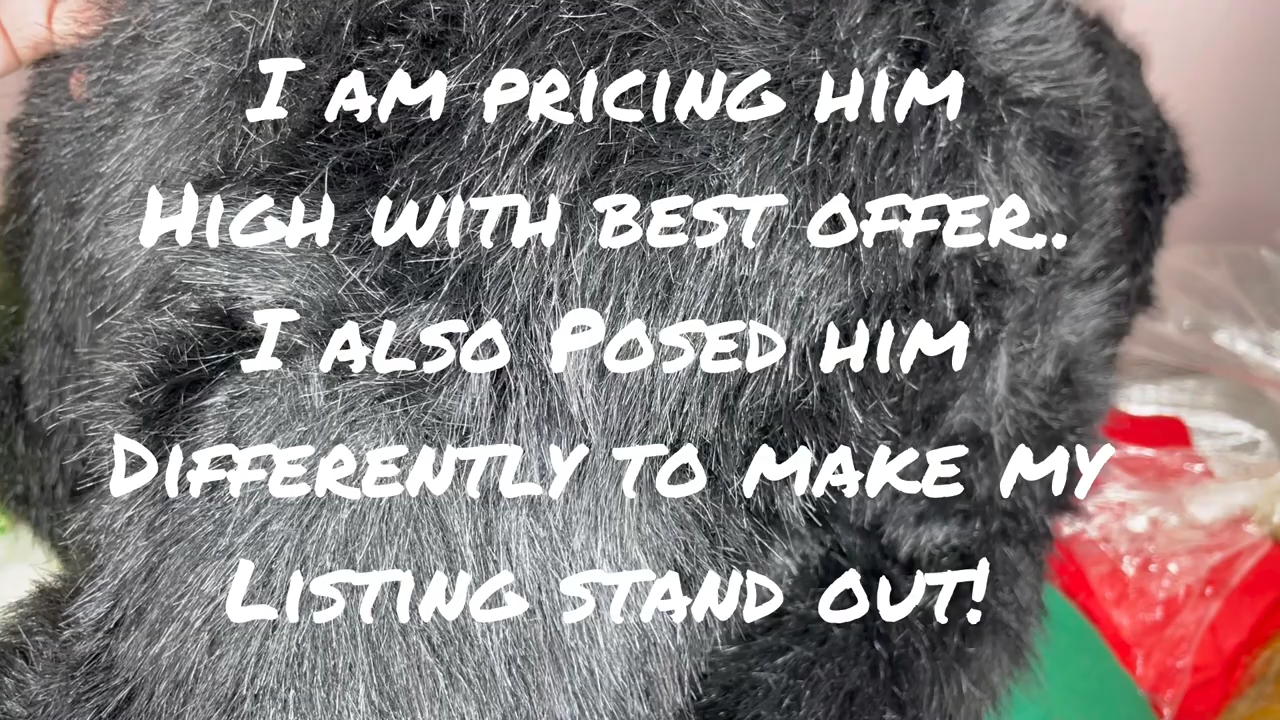 I am pricing him
High with best offer..
I also Posed him
Differently to make my
Listing stand out!